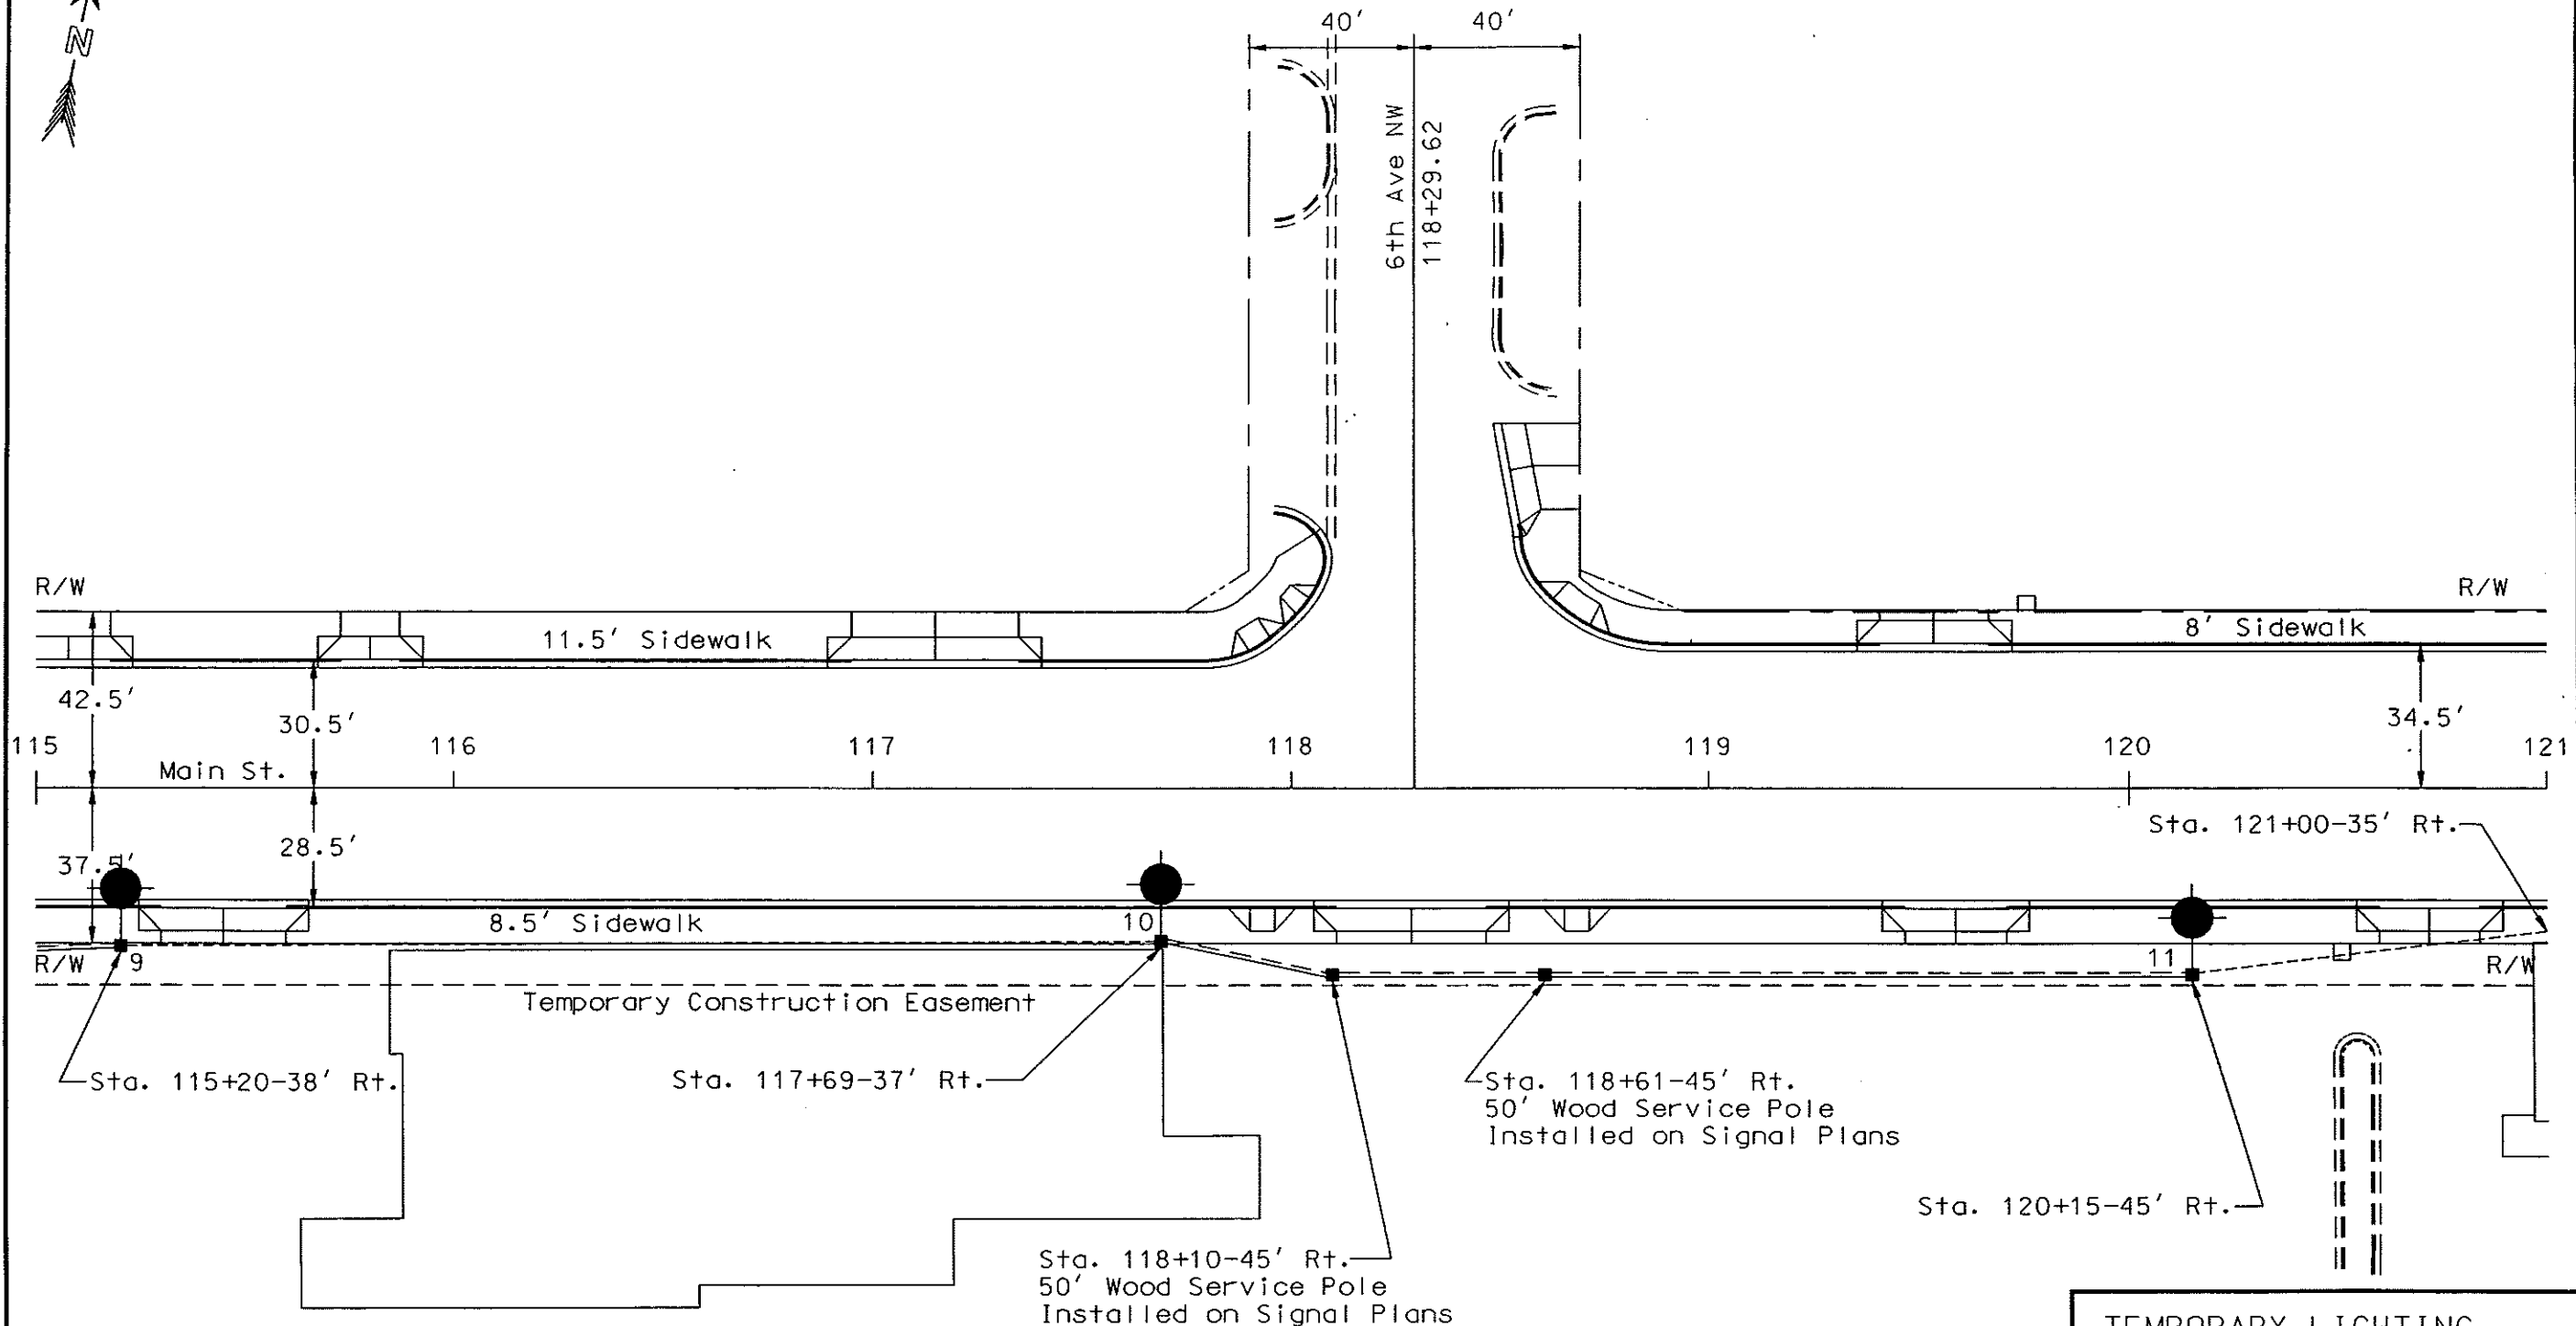 N
40' 40'
6th Ave NW
118+29.62
R/W
R/W
11.5' Sidewalk
8' Sidewalk
42.5'
30.5'
34.5'
115 116 117 118 119 120 121
Main St.
Sta. 121+00-35' Rt.
28.5'
37.5'
8.5' Sidewalk
10
R/W 9
11
R/W
Temporary Construction Easement
Sta. 115+20-38' Rt.
Sta. 117+69-37' Rt.
Sta. 118+61-45' Rt.
50' Wood Service Pole
Installed on Signal Plans
Sta. 120+15-45' Rt.
Sta. 118+10-45' Rt.
50' Wood Service Pole
Installed on Signal Plans
TEMPORARY LIGHTING